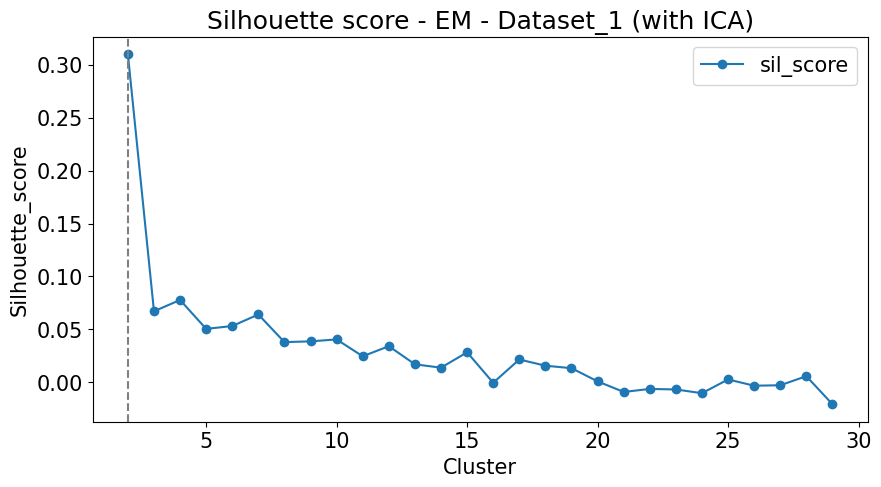 Silhouette score - EM - Dataset_1 (with ICA)
sil_score
Silhouette_score
0.30
0.25
0.20
0.15
0.10
0.05
0.00
5 10 15 20 25 30
Cluster